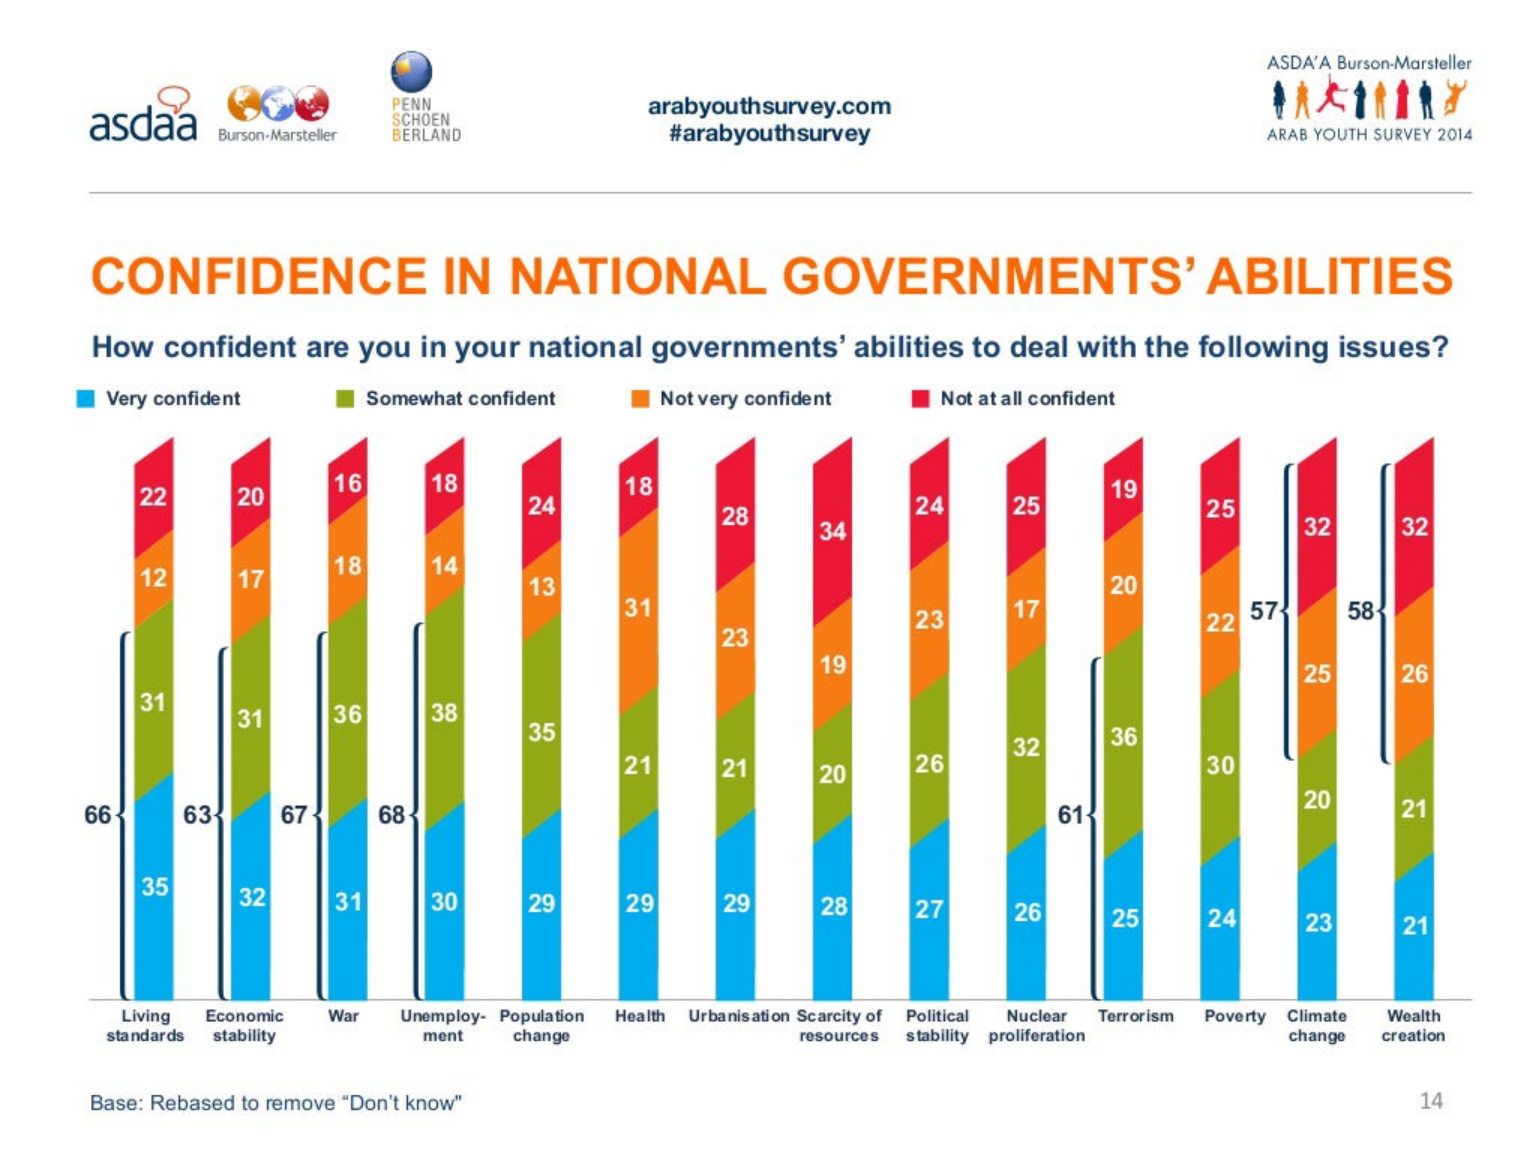 asdaa
Burson-Marsteller
PENN
SCHOEN
BERLAND
arabyouthsurvey.com
#arabyouthsurvey
ASDA'A Burson-Marsteller
ARAB YOUTH SURVEY 2014
CONFIDENCE IN NATIONAL GOVERNMENTS' ABILITIES
How confident are you in your national governments' abilities to deal with the following issues?
Very confident Somewhat confident Not very confident Not at all confident
22 20 16 18 24 18 28 34 24 25 19 25 32 32
12 17 18 14 13 31 23 19 23 17 20 22 25 26
57 58
31 31 36 38 35 21 21 20 26 32 36 30 20 21
66 63 67 68 61
35 32 31 30 29 29 29 28 27 26 25 24 23 21
Living Economic War Unemploy- Population Health Urbanisation Scarcity of Political Nuclear Terrorism Poverty Climate Wealth
standards stability ment change resources stability proliferation change creation
Base: Rebased to remove “Don't know"
14